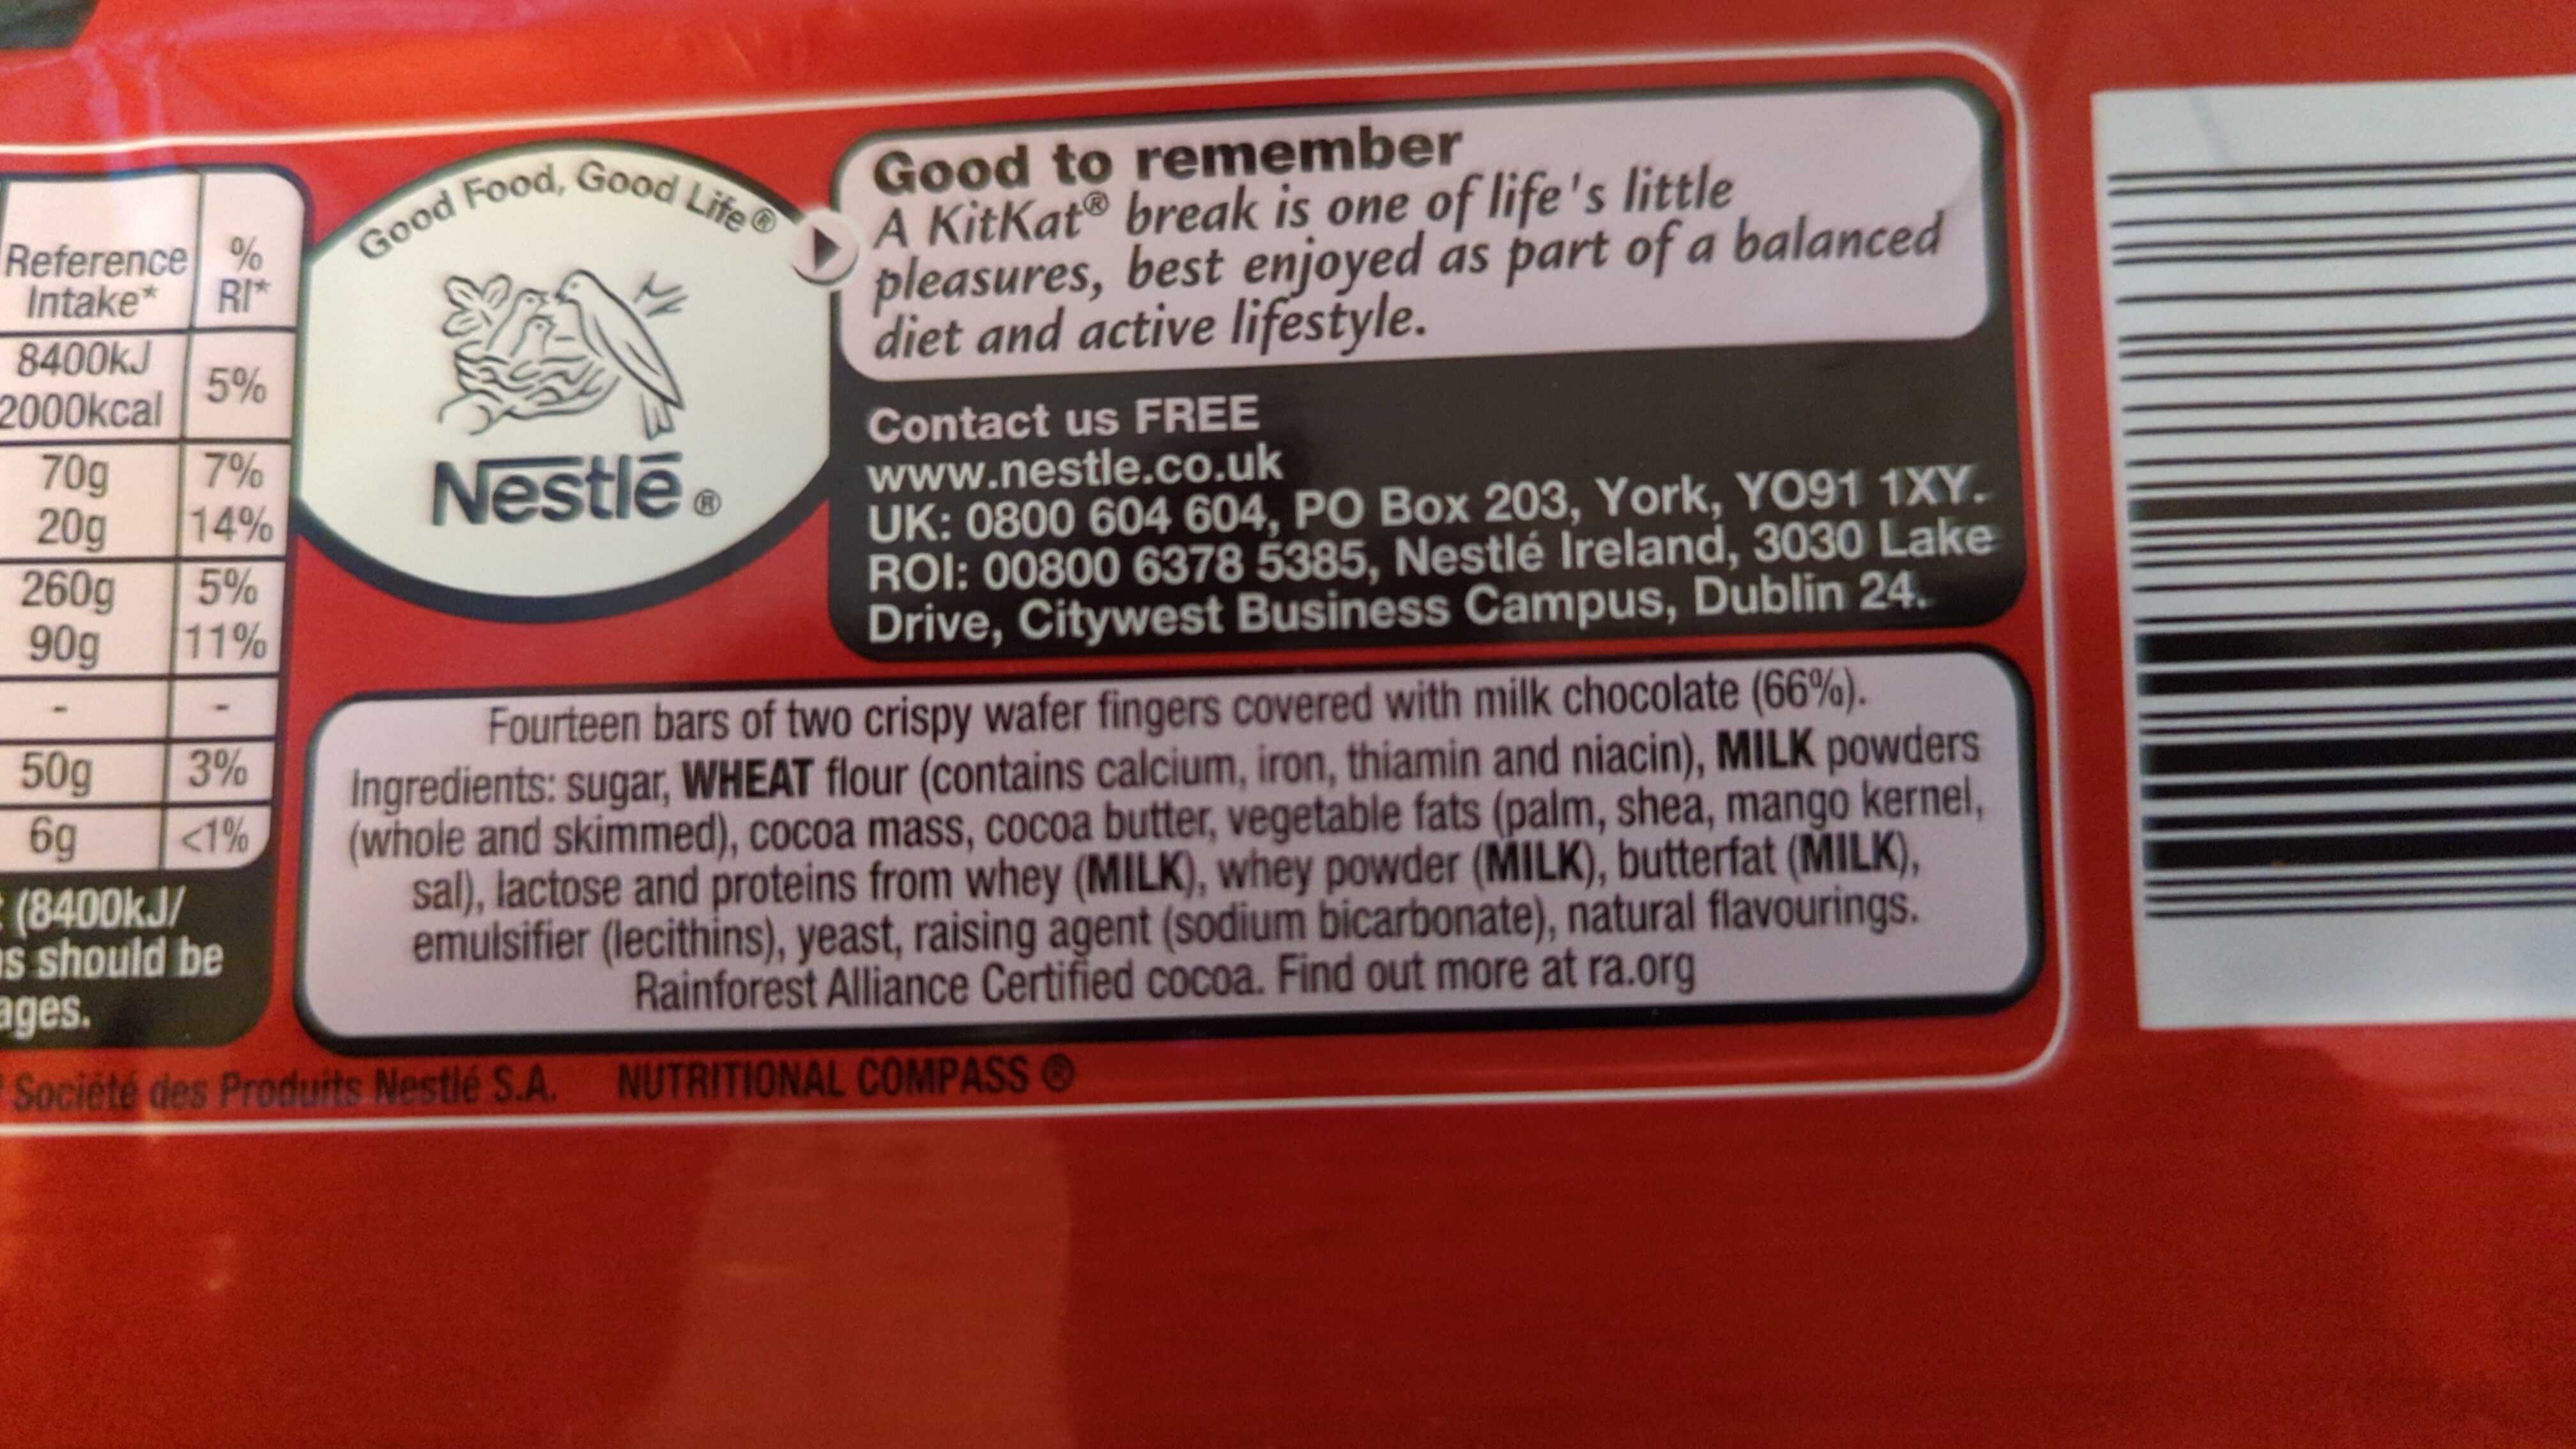 Reference
Intake*
%
RI*
8400kJ
2000kcal
5%
70g 7%
20g 14%
260g 5%
90g 11%
- -
50g 3%
6g <1%
(8400kJ/
should be
Good Food, Good Life®
Nestlé®
Good to remember
A KitKat® break is one of life's little
pleasures, best enjoyed as part of a balanced
diet and active lifestyle.
Contact us FREE
www.nestle.co.uk
UK: 0800 604 604, PO Box 203, York, YO91 1XY.
ROI: 00800 6378 5385, Nestlé Ireland, 3030 Lake
Drive, Citywest Business Campus, Dublin 24.
Fourteen bars of two crispy wafer fingers covered with milk chocolate (66%).
Ingredients: sugar, WHEAT flour (contains calcium, iron, thiamin and niacin), MILK powders
(whole and skimmed), cocoa mass, cocoa butter, vegetable fats (palm, shea, mango kernel,
sal), lactose and proteins from whey (MILK), whey powder (MILK), butterfat (MILK),
emulsifier (lecithins), yeast, raising agent (sodium bicarbonate), natural flavourings.
Rainforest Alliance Certified cocoa. Find out more at ra.org
Société des Produits Nestlé S.A. NUTRITIONAL COMPASS ®